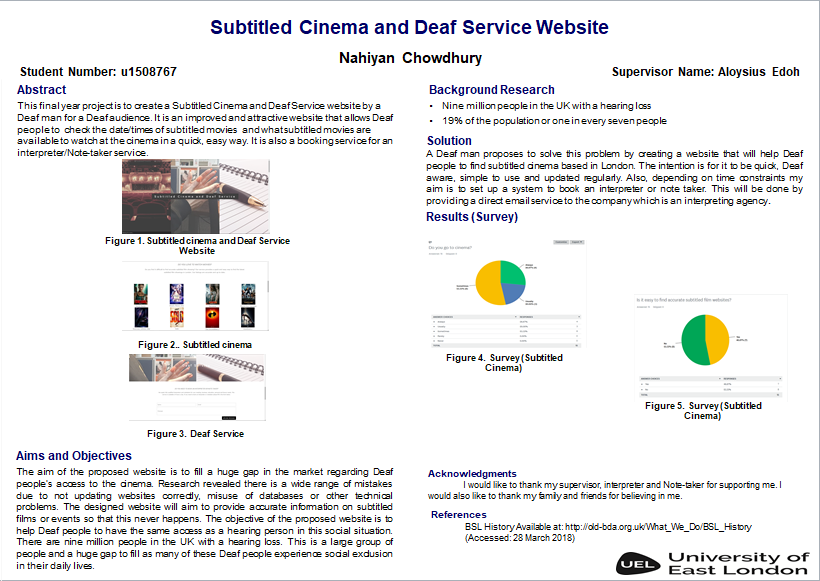 Subtitled Cinema and Deaf Service Website
Nahiyan Chowdhury
Student Number: u1508767
Supervisor Name: Aloysius Edoh
Abstract
This final year project is to create a Subtitled Cinema and Deaf Service website by a
Deaf man for a Deaf audience. It is an improved and attractive website that allows Deaf
people to check the date/times of subtitled movies and what subtitled movies are
available to watch at the cinema in a quick, easy way. It is also a booking service for an
interpreter/Note-taker service.
Subtitled Cinema and Deaf Service
Figure 1. Subtitled cinema and Deaf Service
Website
Figure 2.. Subtitled cinema
Figure 3. Deaf Service
Aims and Objectives
The aim of the proposed website is to fill a huge gap in the market regarding Deaf
people's access to the cinema. Research revealed there is a wide range of mistakes
due to not updating websites correctly, misuse of databases or other technical
problems. The designed website will aim to provide accurate information on subtitled
films or events so that this never happens. The objective of the proposed website is to
help Deaf people to have the same access as a hearing person in this social situation.
There are nine million people in the UK with a hearing loss. This is a large group of
people and a huge gap to fill as many of these Deaf people experience social exclusion
in their daily lives.
Background Research
• Nine million people in the UK with a hearing loss
• 19% of the population or one in every seven people
Solution
A Deaf man proposes to solve this problem by creating a website that will help Deaf
people to find subtitled cinema based in London. The intention is for it to be quick, Deaf
aware, simple to use and updated regularly. Also, depending on time constraints my
aim is to set up a system to book an interpreter or note taker. This will be done by
providing a direct email service to the company which is an interpreting agency.
Results (Survey)
Do you go to cinema?
Figure 4. Survey (Subtitled
Cinema)
Is it easy to find accurate subtitled film websites?
Figure 5. Survey (Subtitled
Cinema)
Acknowledgments
I would like to thank my supervisor, interpreter and Note-taker for supporting me. I
would also like to thank my family and friends for believing in me.
References
BSL History Available at: http://old-bda.org.uk/What_We_Do/BSL_History
(Accessed: 28 March 2018)
UEL University of
East London